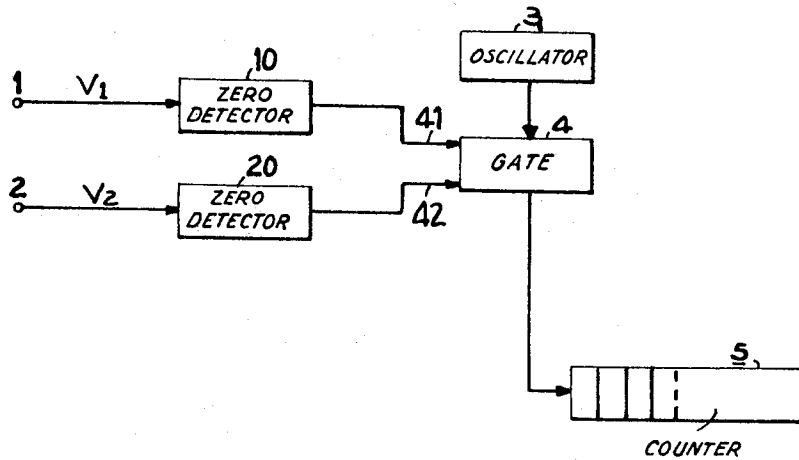 3
OSCILLATOR
10
1
V1
ZERO
DETECTOR
41
4
GATE
20
2
V2
ZERO
DETECTOR
42
5
COUNTER